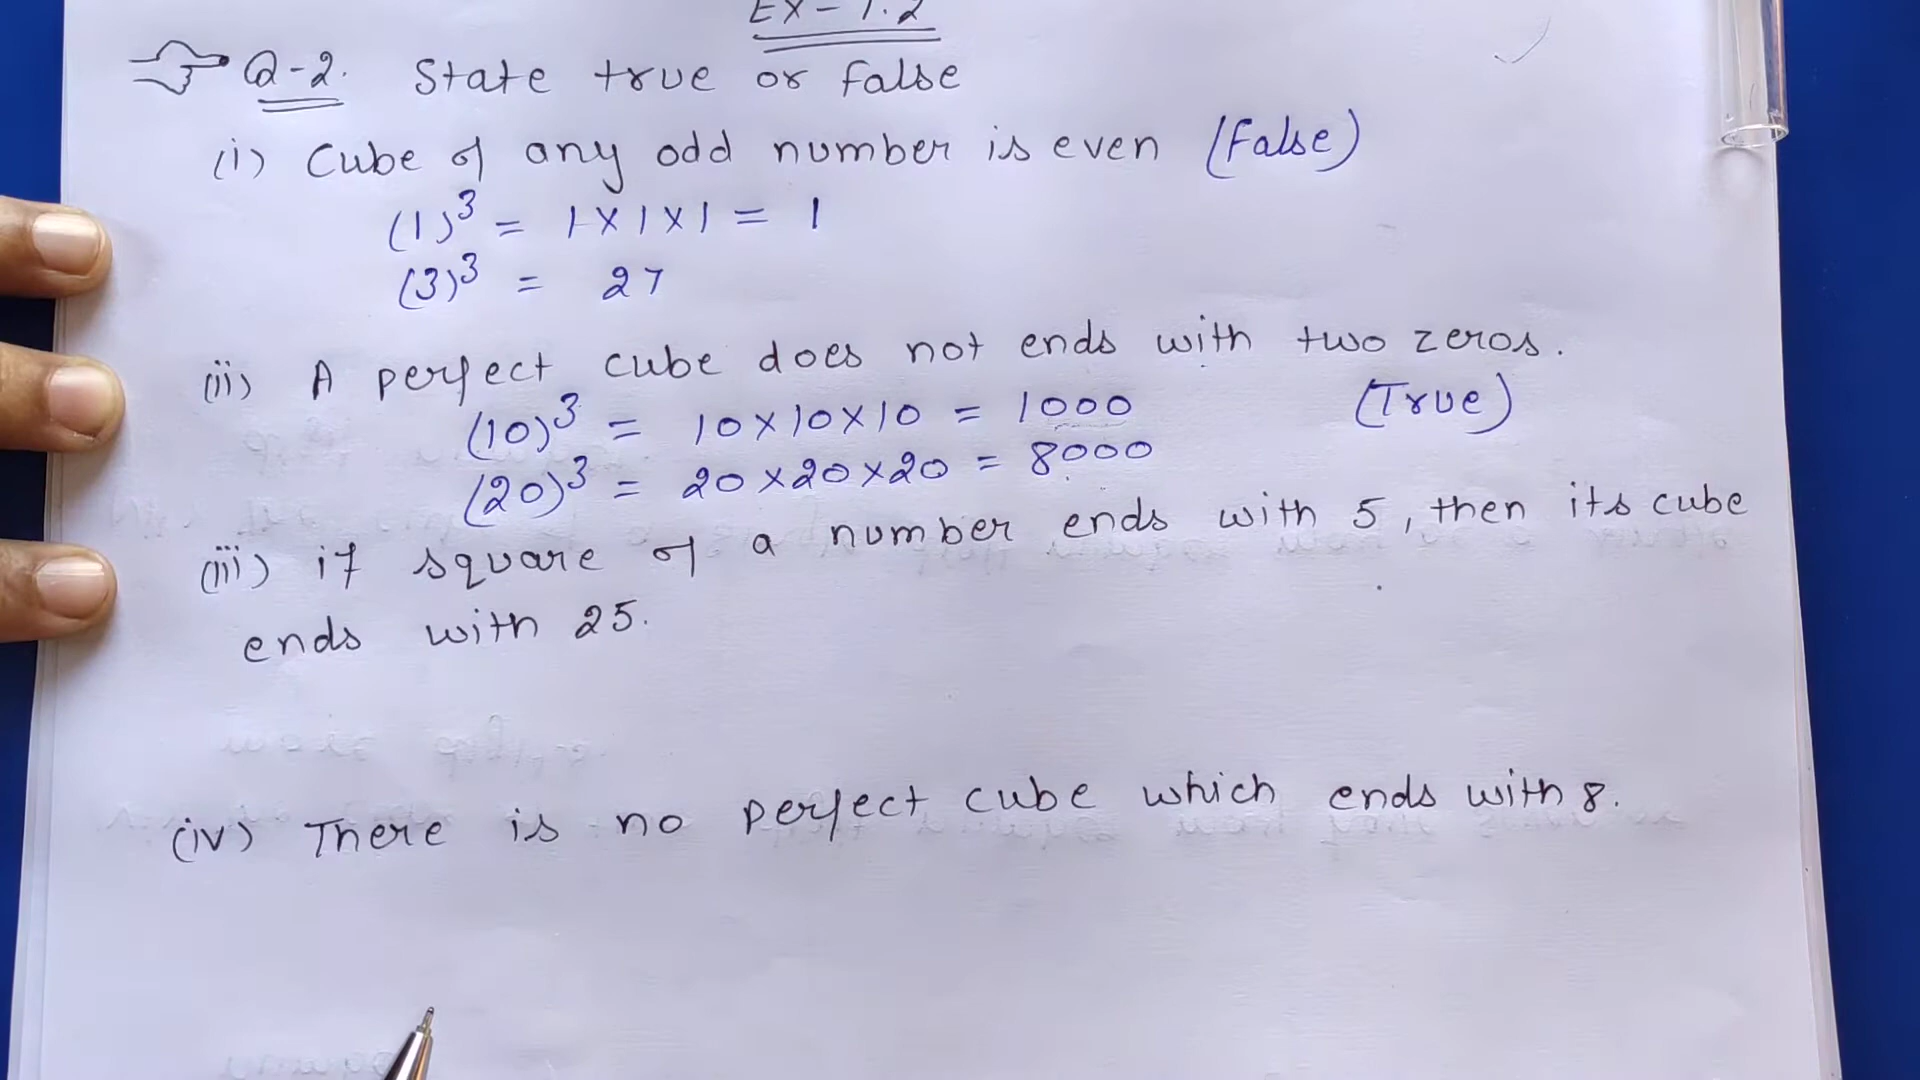 Ex - 1.2
Q-2. State true or false
(i) Cube of any odd number is even (False)
(1)³ = 1×1×1 = 1
(3)³ = 27
(ii) A perfect cube does not ends with two zeros.
(True)
(10)³ = 10×10×10 = 1000
(20)³ = 20×20×20 = 8000
(iii) if square of a number ends with 5, then its cube
ends with 25.
(iv) There is no perfect cube which ends with 8.